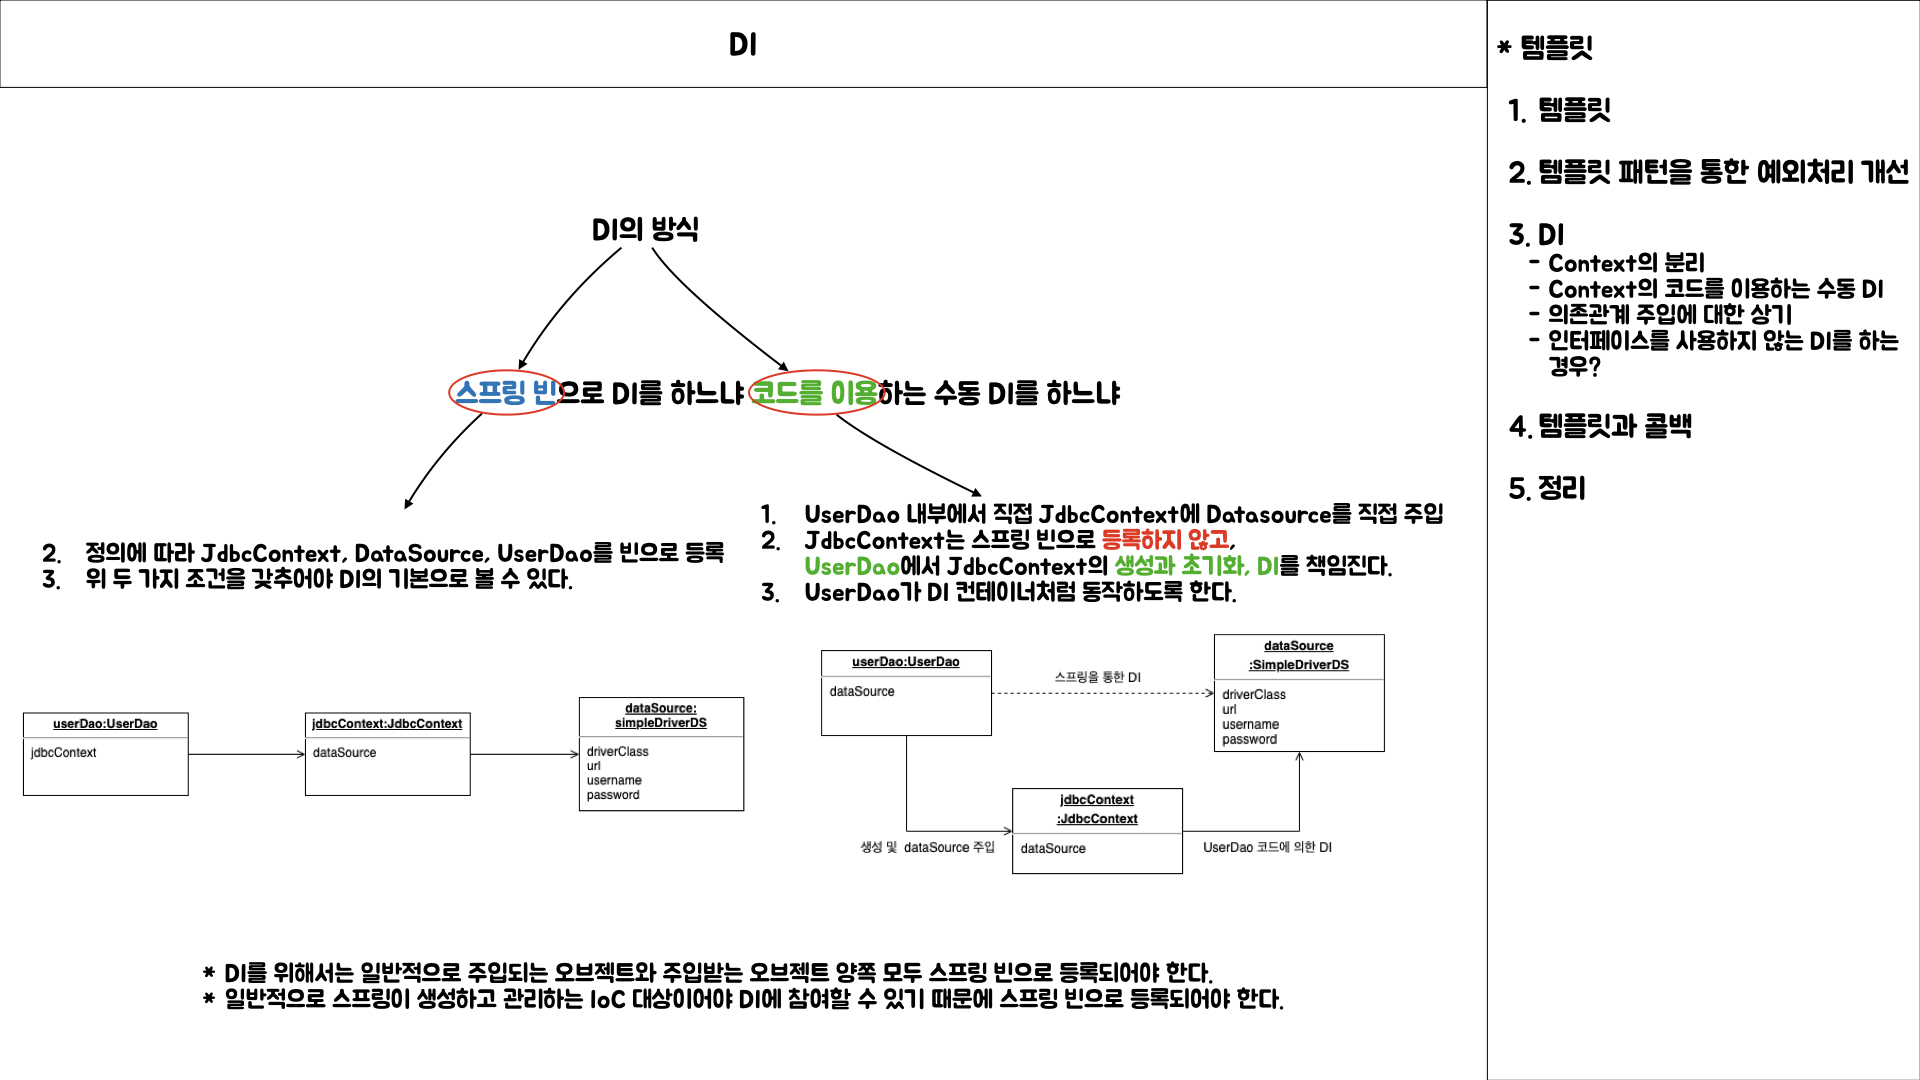 DI
DI의 방식
스프링 빈으로 DI를 하느냐 코드를 이용하는 수동 DI를 하느냐
2. 정의에 따라 JdbcContext, DataSource, UserDao를 빈으로 등록
3. 위 두 가지 조건을 갖추어야 DI의 기본으로 볼 수 있다.
1. UserDao 내부에서 직접 JdbcContext에 Datasource를 직접 주입
2. JdbcContext는 스프링 빈으로 등록하지 않고,
UserDao에서 JdbcContext의 생성과 초기화, DI를 책임진다.
3. UserDao가 DI 컨테이너처럼 동작하도록 한다.
userDao:UserDao
jdbcContext
jdbcContext:JdbcContext
dataSource
dataSource:
simpleDriverDS
driverClass
url
username
password
userDao:UserDao
dataSource
스프링을 통한 DI
dataSource
:SimpleDriverDS
driverClass
url
username
password
jdbcContext
:JdbcContext
dataSource
생성 및 dataSource 주입
UserDao 코드에 의한 DI
* DI를 위해서는 일반적으로 주입되는 오브젝트와 주입받는 오브젝트 양쪽 모두 스프링 빈으로 등록되어야 한다.
* 일반적으로 스프링이 생성하고 관리하는 IoC 대상이어야 DI에 참여할 수 있기 때문에 스프링 빈으로 등록되어야 한다.
* 템플릿
1. 템플릿
2. 템플릿 패턴을 통한 예외처리 개선
3. DI
- Context의 분리
- Context의 코드를 이용하는 수동 DI
- 의존관계 주입에 대한 상기
- 인터페이스를 사용하지 않는 DI를 하는
경우?
4. 템플릿과 콜백
5. 정리